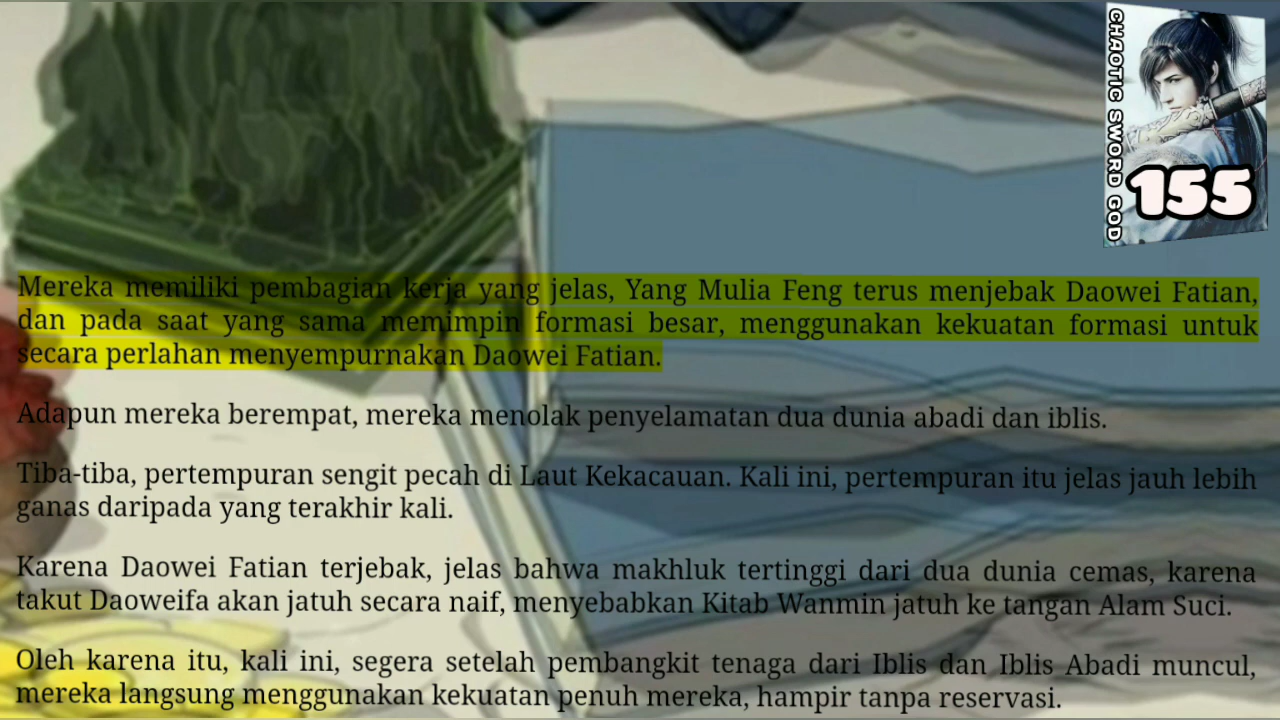 CHAOTIC SWORD GOD
155
Mereka memiliki pembagian kerja yang jelas, Yang Mulia Feng terus menjebak Daowei Fatian,
dan pada saat yang sama memimpin formasi besar, menggunakan kekuatan formasi untuk
secara perlahan menyempurnakan Daowei Fatian.
Adapun mereka berempat, mereka menolak penyelamatan dua dunia abadi dan iblis.
Tiba-tiba, pertempuran sengit pecah di Laut Kekacauan. Kali ini, pertempuran itu jelas jauh lebih
ganas daripada yang terakhir kali.
Karena Daowei Fatian terjebak, jelas bahwa makhluk tertinggi dari dua dunia cemas, karena
takut Daoweifa akan jatuh secara naif, menyebabkan Kitab Wanmin jatuh ke tangan Alam Suci.
Oleh karena itu, kali ini, segera setelah pembangkit tenaga dari Iblis dan Iblis Abadi muncul,
mereka langsung menggunakan kekuatan penuh mereka, hampir tanpa reservasi.